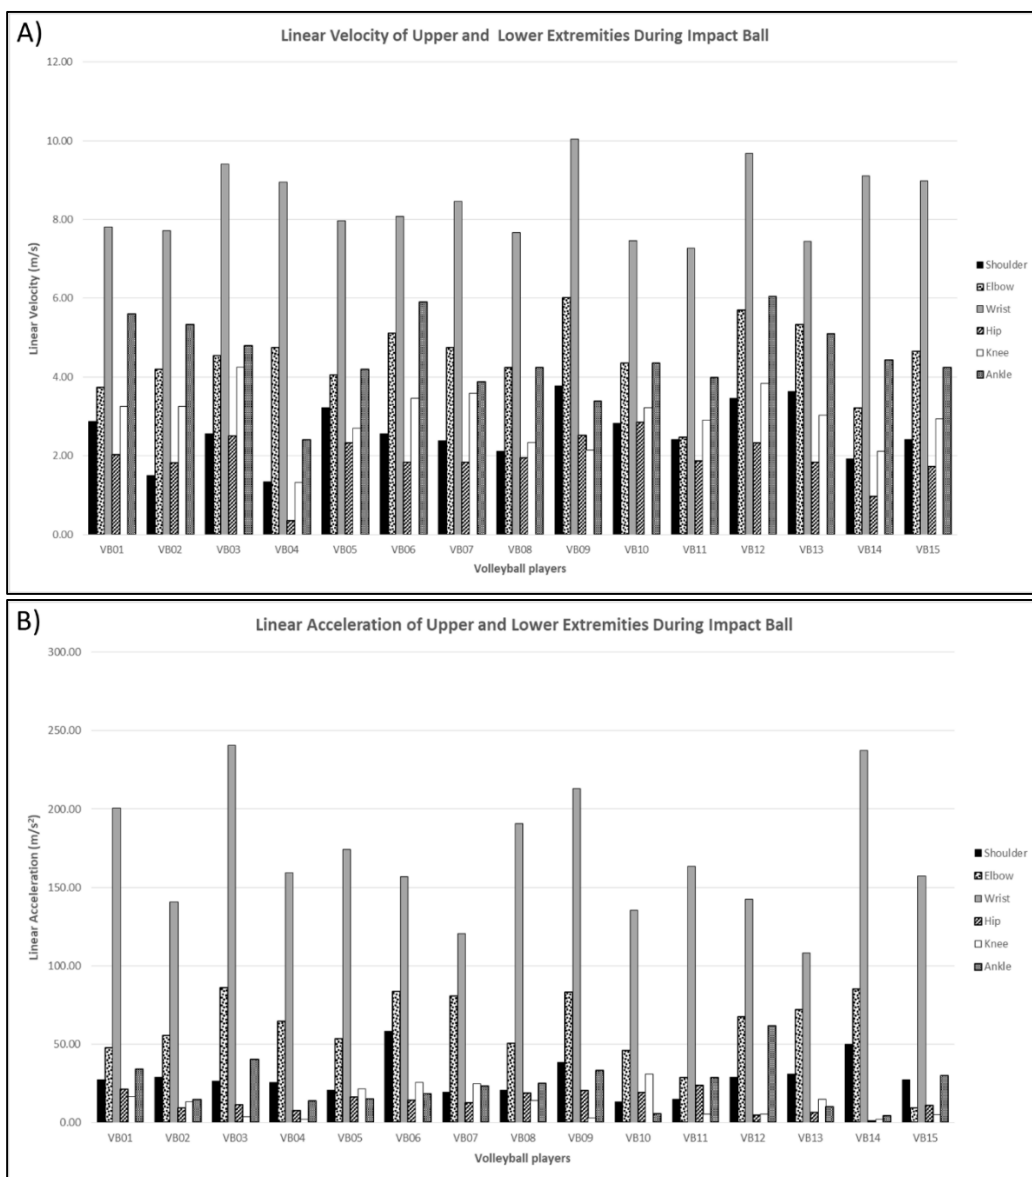 A)
Linear Velocity of Upper and Lower Extremities During Impact Ball
12.00
10.00
8.00
6.00
4.00
2.00
0.00
Linear Velocity (m/s)
VB01 VB02 VB03 VB04 VB05 VB06 VB07 VB08 VB09 VB10 VB11 VB12 VB13 VB14 VB15
Volleyball players
Shoulder
Elbow
Wrist
Hip
Knee
Ankle
B)
Linear Acceleration of Upper and Lower Extremities During Impact Ball
300.00
250.00
200.00
150.00
100.00
50.00
0.00
Linear Acceleration (m/s²)
VB01 VB02 VB03 VB04 VB05 VB06 VB07 VB08 VB09 VB10 VB11 VB12 VB13 VB14 VB15
Volleyball players
Shoulder
Elbow
Wrist
Hip
Knee
Ankle